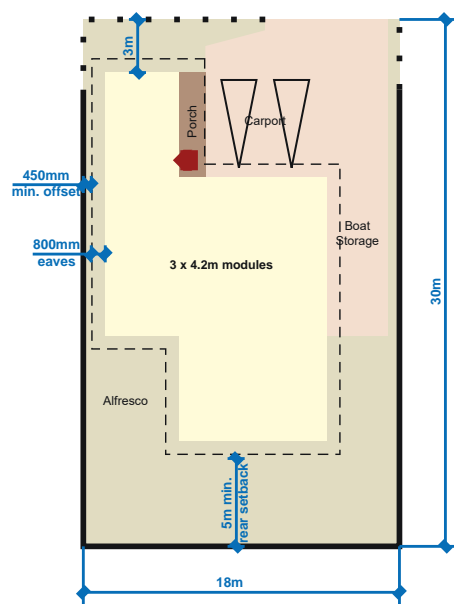 3m
Porch
Carport
450mm
min. offset
Boat
Storage
800mm
eaves
3 x 4.2m modules
30m
Alfresco
5m min.
rear setback
18m